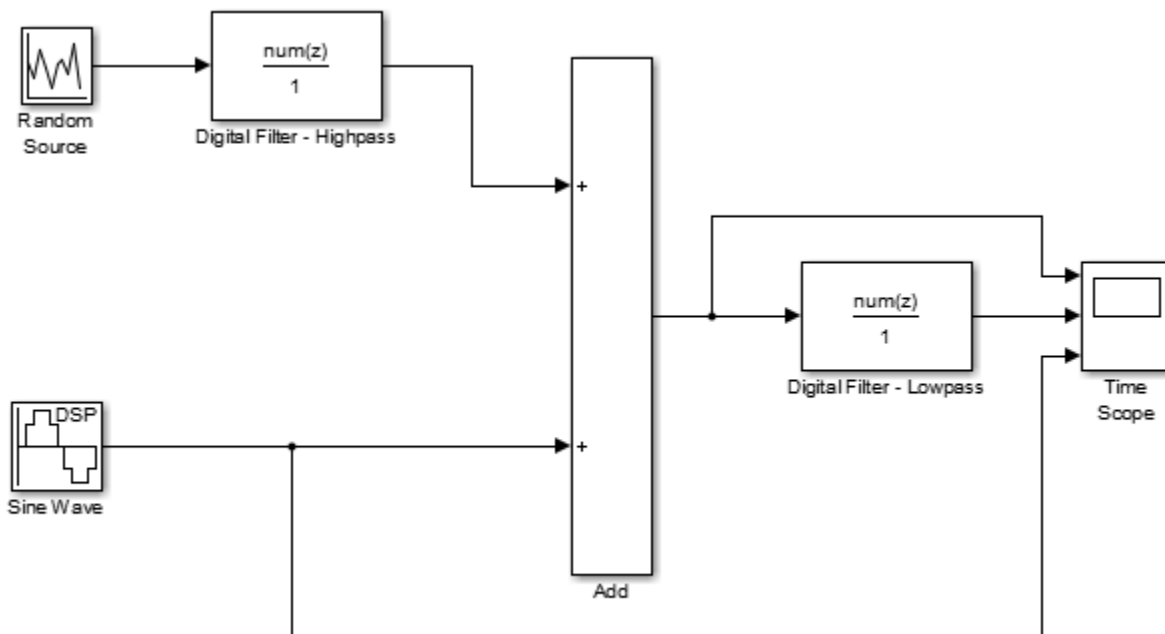 num(z)
1
Random
Source
Digital Filter - Highpass
+
num(z)
1
Digital Filter - Lowpass
Time
Scope
DSP
+
Sine Wave
Add